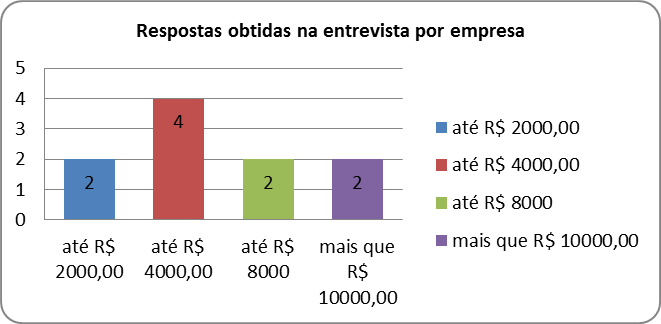 Respostas obtidas na entrevista por empresa
5
4
3
2
1
0
2
4
2
2
até R$
2000,00
até R$
4000,00
até R$
8000
mais que
R$
10000,00
até R$ 2000,00
até R$ 4000,00
até R$ 8000
mais que R$ 10000,00